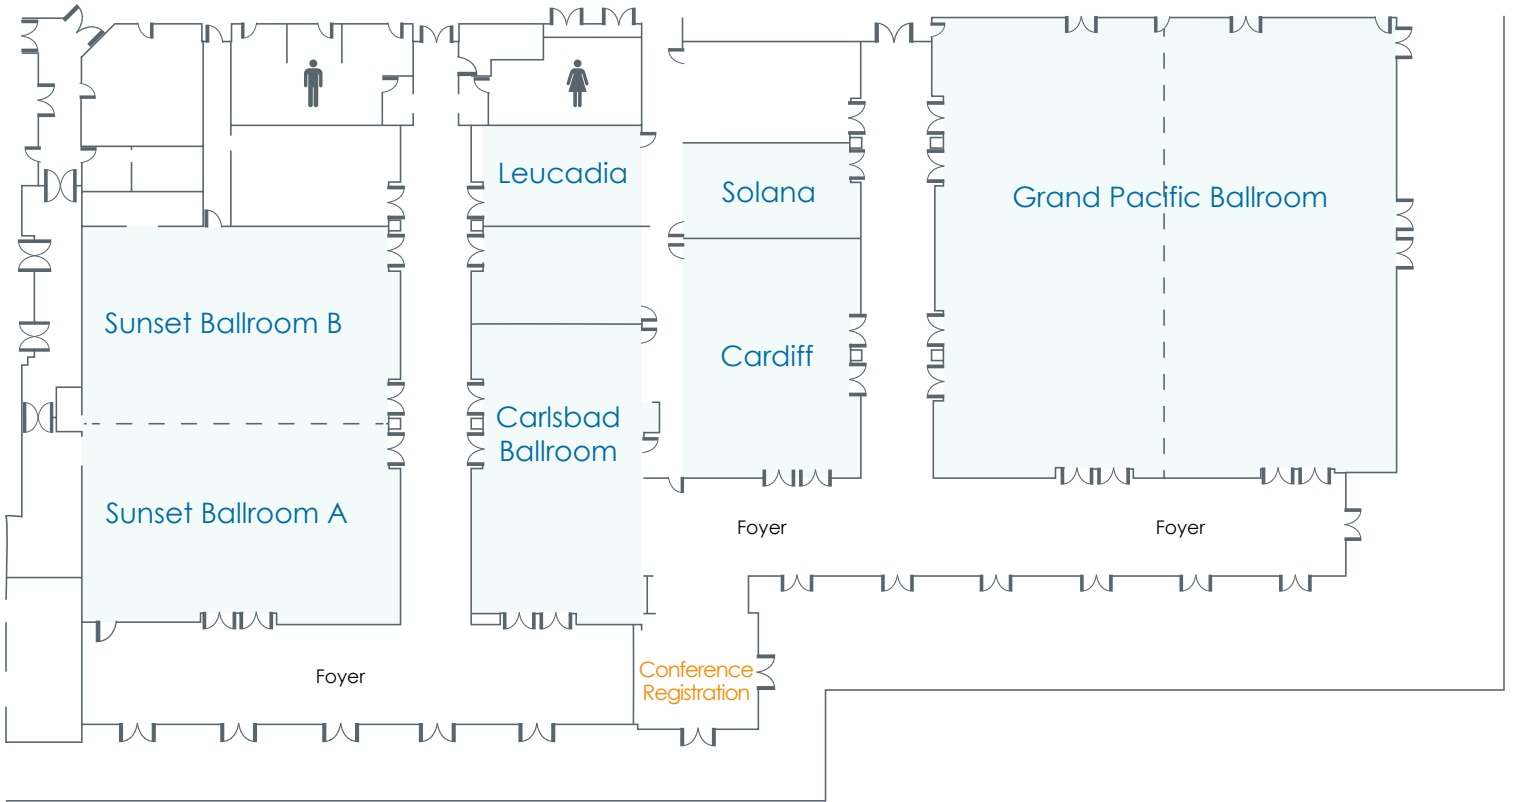 Leucadia
Solana
Grand Pacific Ballroom
Sunset Ballroom B
Cardiff
Carlsbad
Ballroom
Sunset Ballroom A
Foyer
Foyer
Foyer
Conference
Registration